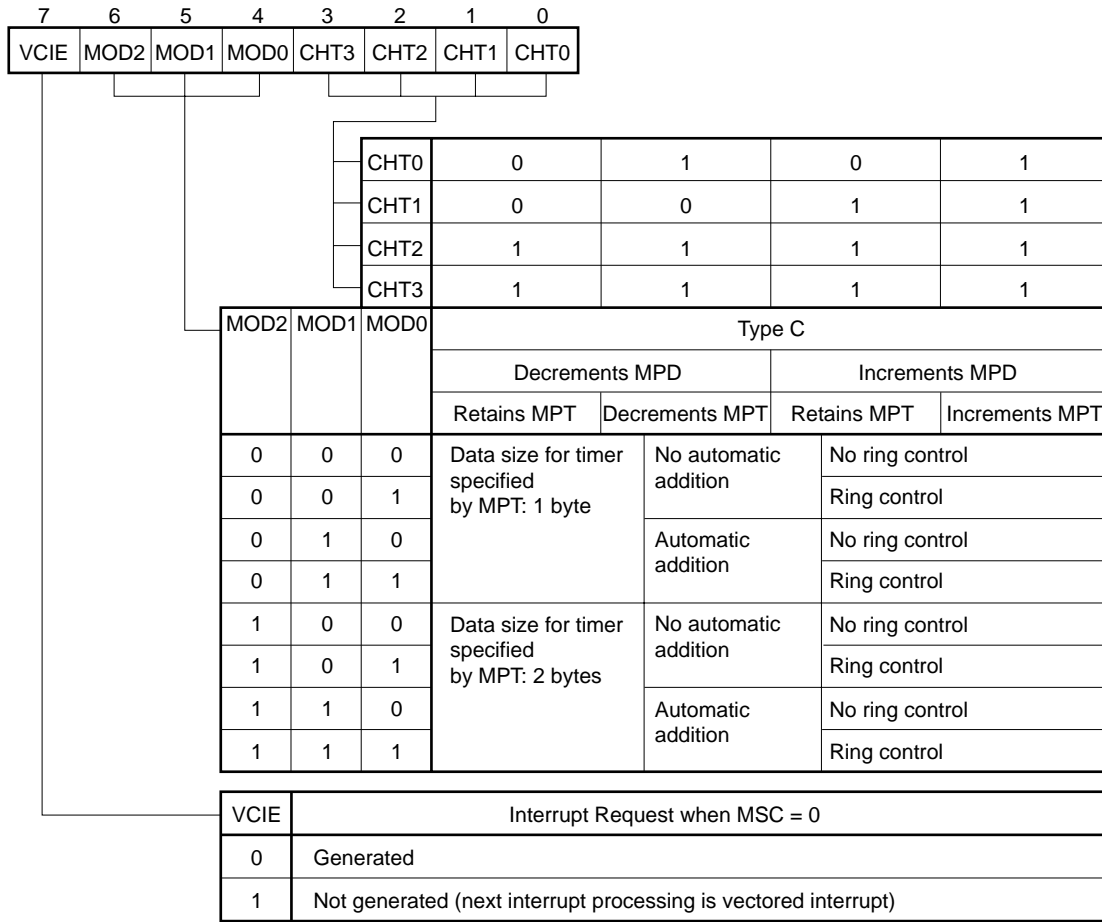 7 6 5 4 3 2 1 0
VCIE MOD2 MOD1 MOD0 CHT3 CHT2 CHT1 CHT0
CHT0 0 1 0 1
CHT1 0 0 1 1
CHT2 1 1 1 1
CHT3 1 1 1 1
MOD2 MOD1 MOD0 Type C
Decrements MPD Increments MPD
Retains MPT Decrements MPT Retains MPT Increments MPT
0 0 0 Data size for timer No automatic No ring control
specified addition
0 0 1 by MPT: 1 byte Ring control
0 1 0 Automatic No ring control
addition
0 1 1 Ring control
1 0 0 Data size for timer No automatic No ring control
specified addition
1 0 1 by MPT: 2 bytes Ring control
1 1 0 Automatic No ring control
addition
1 1 1 Ring control
VCIE Interrupt Request when MSC = 0
0 Generated
1 Not generated (next interrupt processing is vectored interrupt)